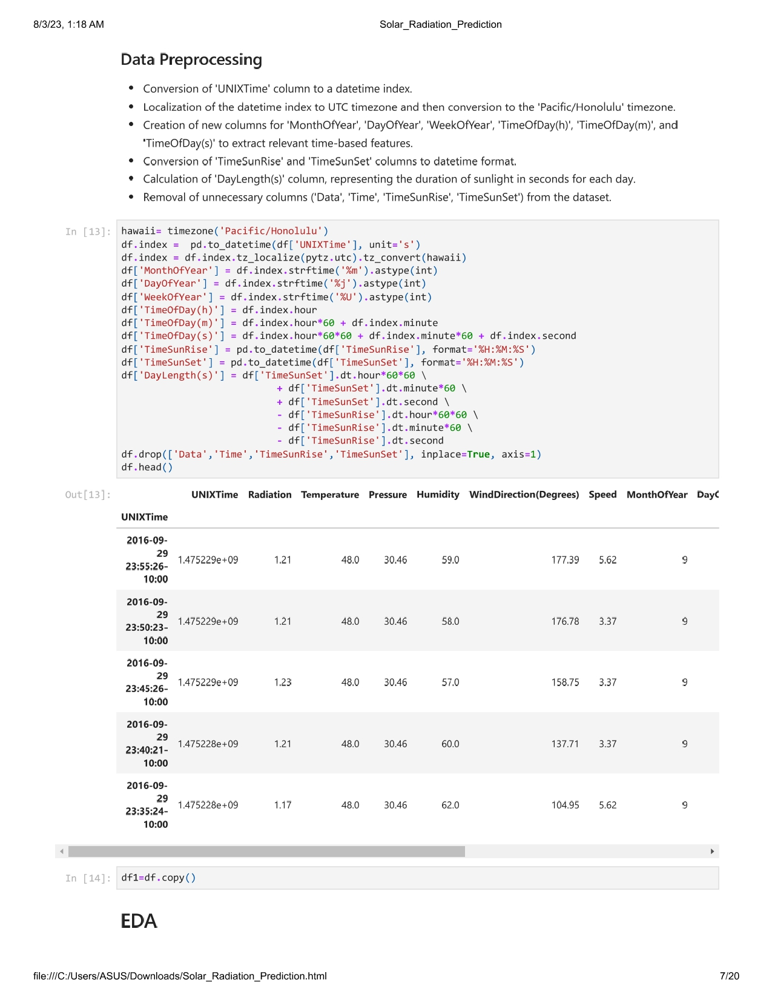 8/3/23, 1:18 AM
Solar_Radiation_Prediction
Data Preprocessing
• Conversion of 'UNIXTime' column to a datetime index.
• Localization of the datetime index to UTC timezone and then conversion to the 'Pacific/Honolulu' timezone.
• Creation of new columns for 'MonthOfYear', 'DayOfYear', 'WeekOfYear', 'TimeOfDay(h)', 'TimeOfDay(m)', and
'TimeOfDay(s)' to extract relevant time-based features.
• Conversion of 'TimeSunRise' and 'TimeSunSet' columns to datetime format.
• Calculation of 'DayLength(s)' column, representing the duration of sunlight in seconds for each day.
• Removal of unnecessary columns ('Data', 'Time', 'TimeSunRise', 'TimeSunSet') from the dataset.
In [13]:
hawaii= timezone('Pacific/Honolulu')
df.index =  pd.to_datetime(df['UNIXTime'], unit='s')
df.index = df.index.tz_localize(pytz.utc).tz_convert(hawaii)
df['MonthOfYear'] = df.index.strftime('%m').astype(int)
df['DayOfYear'] = df.index.strftime('%j').astype(int)
df['WeekOfYear'] = df.index.strftime('%U').astype(int)
df['TimeOfDay(h)'] = df.index.hour
df['TimeOfDay(m)'] = df.index.hour*60 + df.index.minute
df['TimeOfDay(s)'] = df.index.hour*60*60 + df.index.minute*60 + df.index.second
df['TimeSunRise'] = pd.to_datetime(df['TimeSunRise'], format='%H:%M:%S')
df['TimeSunSet'] = pd.to_datetime(df['TimeSunSet'], format='%H:%M:%S')
df['DayLength(s)'] = df['TimeSunSet'].dt.hour*60*60 \
+ df['TimeSunSet'].dt.minute*60 \
+ df['TimeSunSet'].dt.second \
- df['TimeSunRise'].dt.hour*60*60 \
- df['TimeSunRise'].dt.minute*60 \
- df['TimeSunRise'].dt.second
df.drop(['Data','Time','TimeSunRise','TimeSunSet'], inplace=True, axis=1)
df.head()
Out[13]:
UNIXTime Radiation Temperature Pressure Humidity WindDirection(Degrees) Speed MonthOfYear Day
UNIXTime
2016-09-
29
23:55:26-
10:00
1.475229e+09 1.21 48.0 30.46 59.0 177.39 5.62 9
2016-09-
29
23:50:23-
10:00
1.475229e+09 1.21 48.0 30.46 58.0 176.78 3.37 9
2016-09-
29
23:45:26-
10:00
1.475229e+09 1.23 48.0 30.46 57.0 158.75 3.37 9
2016-09-
29
23:40:21-
10:00
1.475228e+09 1.21 48.0 30.46 60.0 137.71 3.37 9
2016-09-
29
23:35:24-
10:00
1.475228e+09 1.17 48.0 30.46 62.0 104.95 5.62 9
In [14]:
df1=df.copy()
EDA
file:///C:/Users/ASUS/Downloads/Solar_Radiation_Prediction.html
7/20